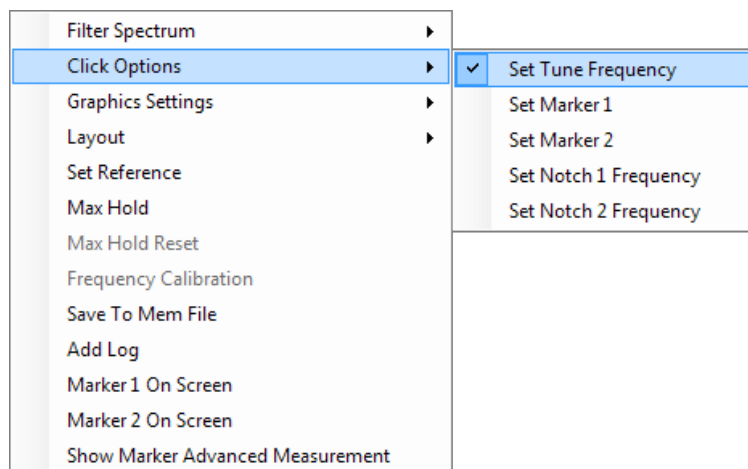 Filter Spectrum
Click Options
Graphics Settings
Layout
Set Reference
Max Hold
Max Hold Reset
Frequency Calibration
Save To Mem File
Add Log
Marker 1 On Screen
Marker 2 On Screen
Show Marker Advanced Measurement
Set Tune Frequency
Set Marker 1
Set Marker 2
Set Notch 1 Frequency
Set Notch 2 Frequency